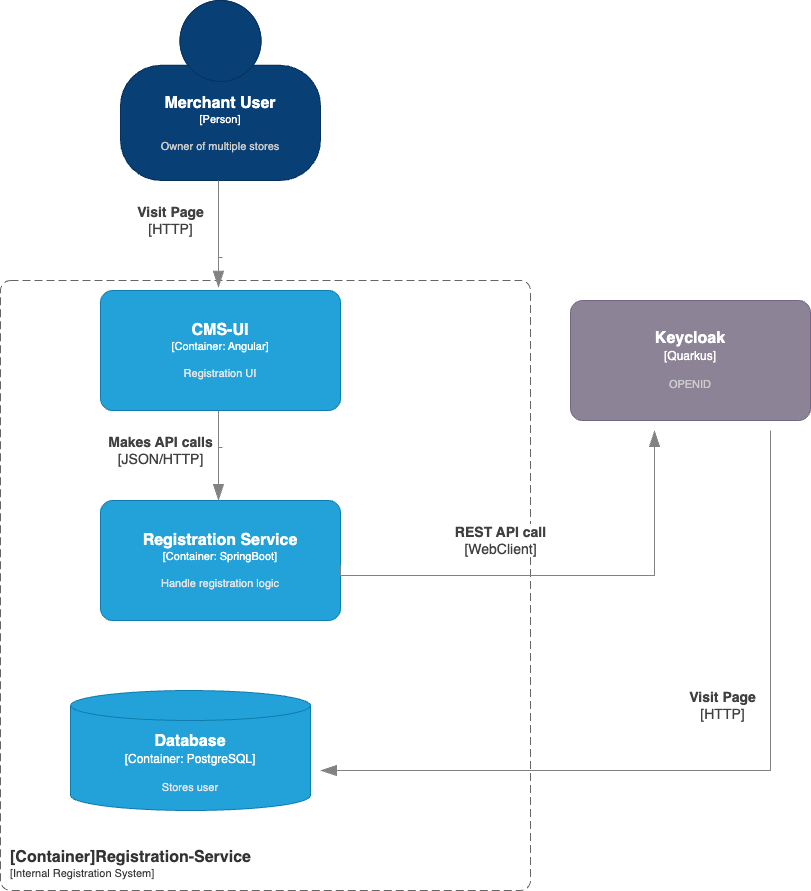 Merchant User
[Person]
Owner of multiple stores
Visit Page
[HTTP]
CMS-UI
[Container: Angular]
Registration UI
Keycloak
[Quarkus]
OPENID
Makes API calls
[JSON/HTTP]
Registration Service
[Container: SpringBoot]
Handle registration logic
REST API call
[WebClient]
Visit Page
[HTTP]
Database
[Container: PostgreSQL]
Stores user
[Container]Registration-Service
[Internal Registration System]